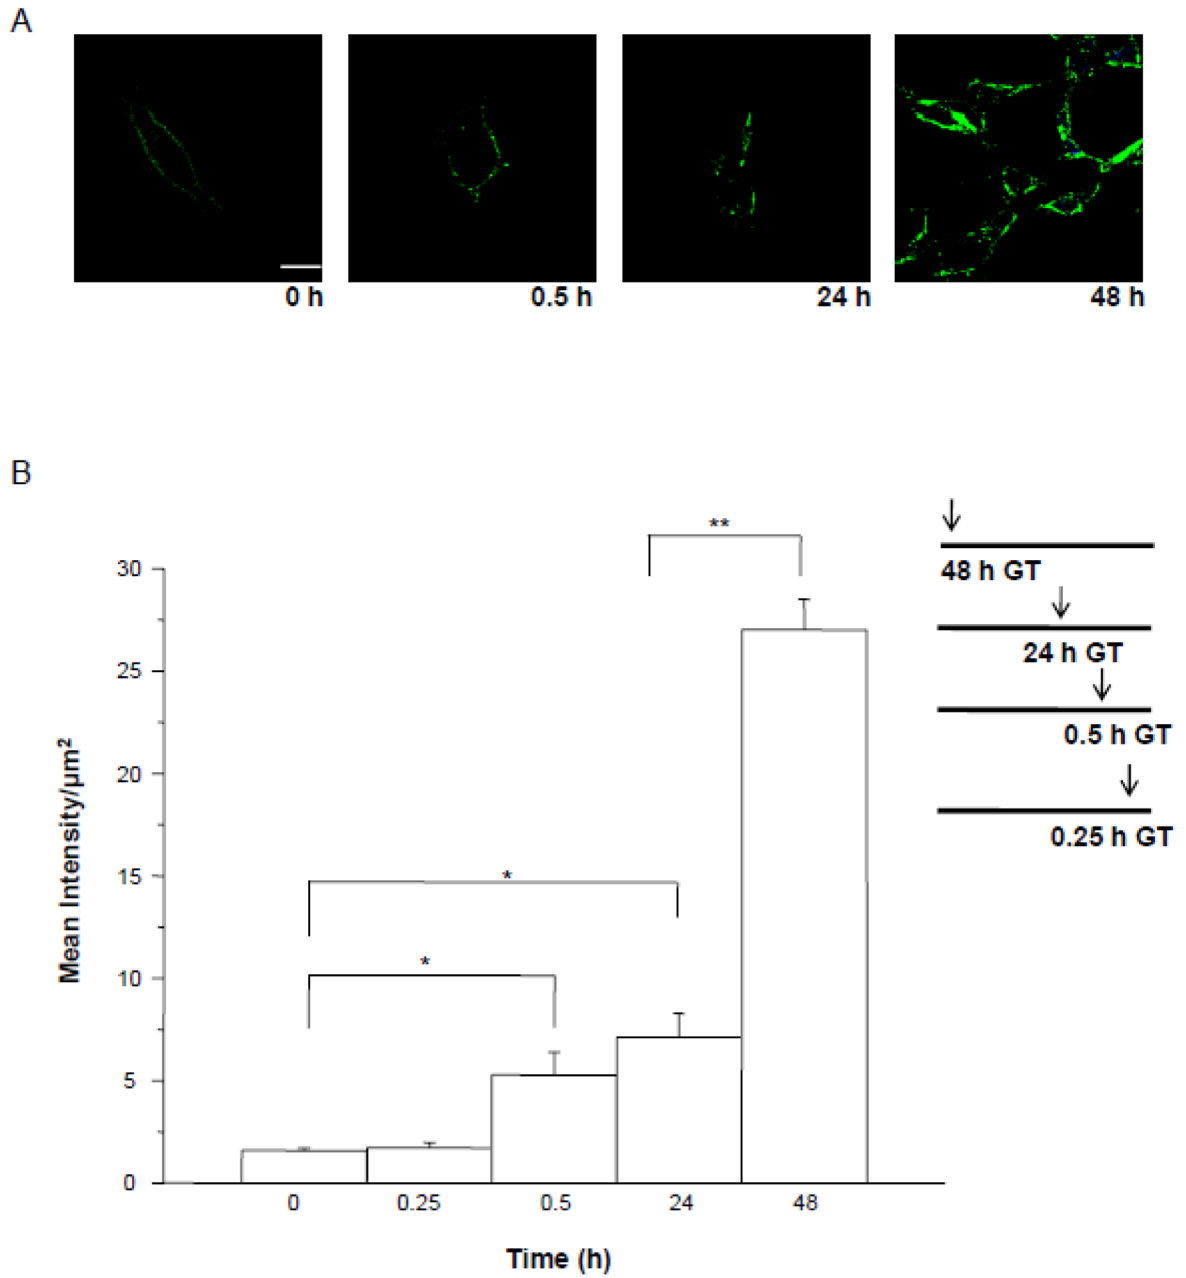 A
0 h
0.5 h
24 h
48 h
B
**
30
25
20
15
10
5
0
Mean Intensity/µm²
*
*
0
0.25
0.5
24
48
Time (h)
48 h GT
24 h GT
0.5 h GT
0.25 h GT